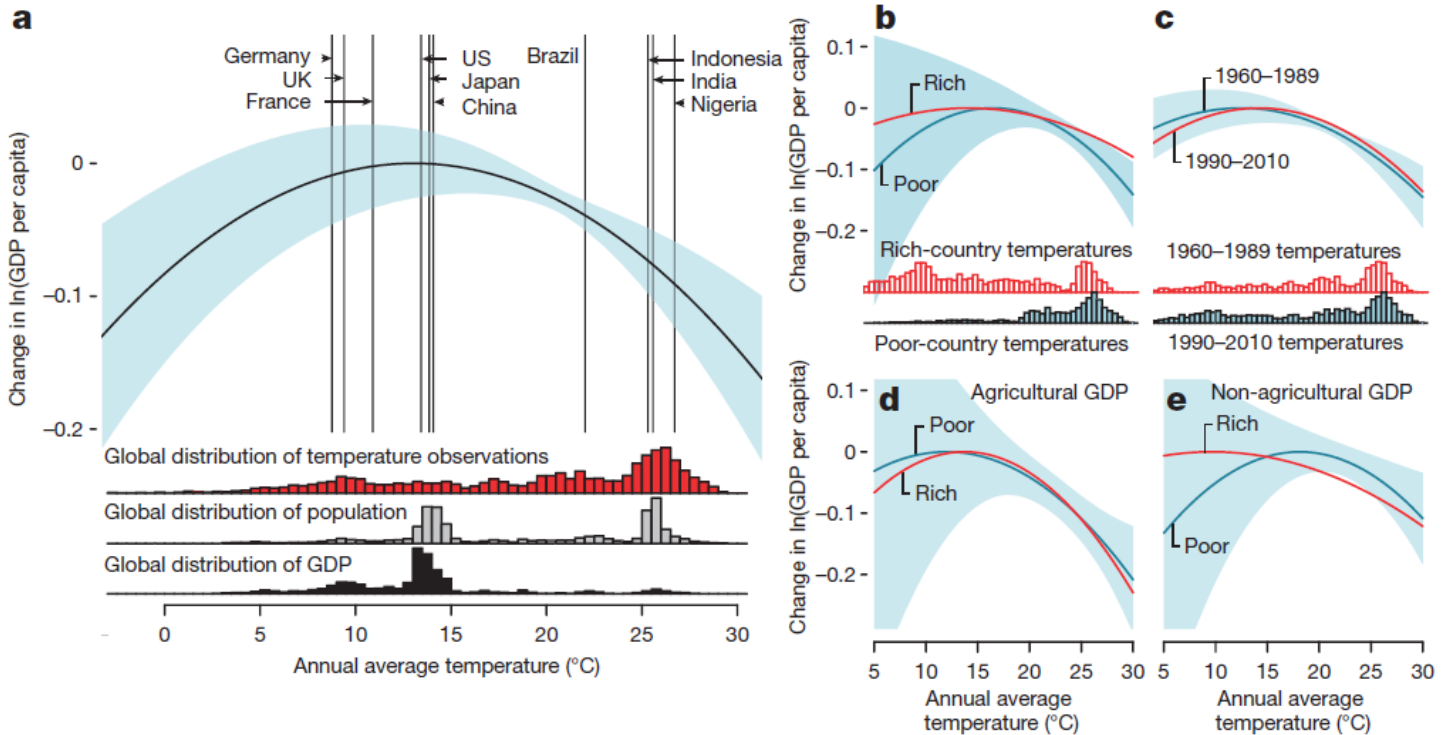 a
Germany
UK
France
US
Japan
China
Brazil
Indonesia
India
Nigeria
Change in ln(GDP per capita)
0
−0.1
−0.2
Global distribution of temperature observations
Global distribution of population
Global distribution of GDP
0 5 10 15 20 25 30
Annual average temperature (°C)
b
Change in ln(GDP per capita)
0.1
0
−0.1
−0.2
Rich
Poor
Rich-country temperatures
Poor-country temperatures
c
1960–1989
1990–2010
1960–1989 temperatures
1990–2010 temperatures
d
Agricultural GDP
Change in ln(GDP per capita)
0.1
0
−0.1
−0.2
Poor
Rich
5 10 15 20 25 30
Annual average
temperature (°C)
e
Non-agricultural GDP
Rich
Poor
5 10 15 20 25 30
Annual average
temperature (°C)